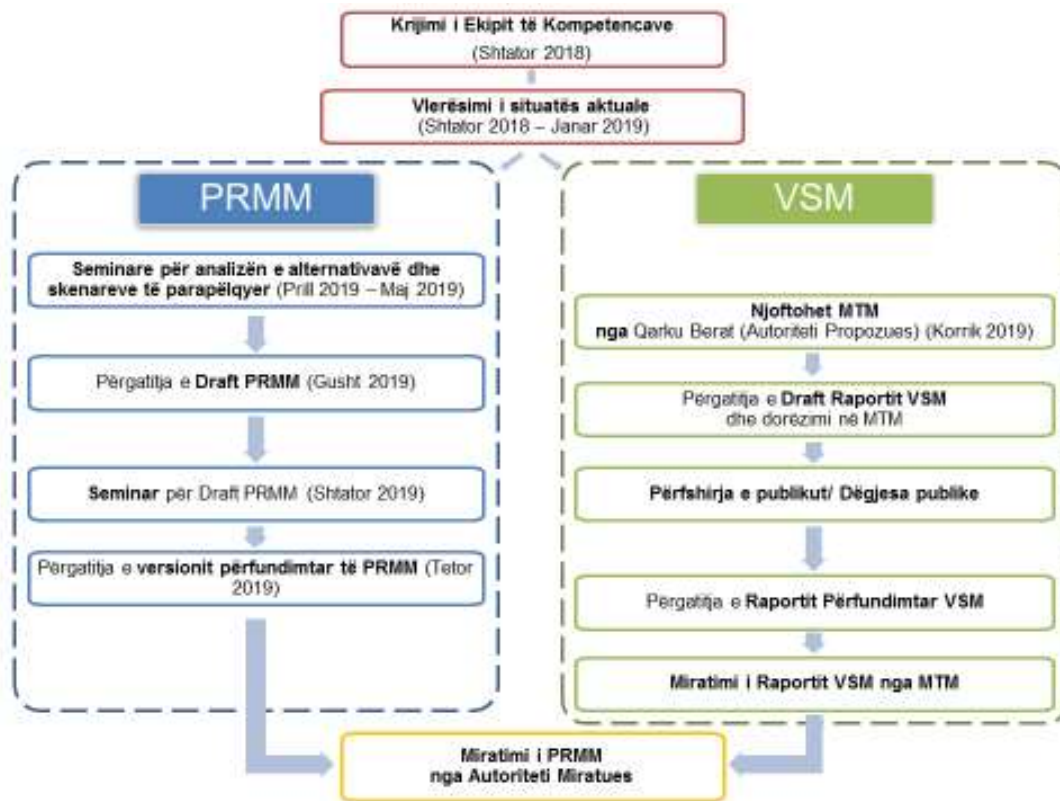 Krijimi i Ekipit të Kompetencave
(Shtator 2018)
Vlerësimi i situatës aktuale
(Shtator 2018 – Janar 2019)
PRMM
Seminare për analizën e alternativavë dhe
skenareve të parapëlqyer (Prill 2019 – Maj 2019)
Përgatitja e Draft PRMM (Gusht 2019)
Seminar për Draft PRMM (Shtator 2019)
Përgatitja e versionit përfundimtar të PRMM (Tetor
2019)
VSM
Njoftohet MTM
nga Qarku Berat (Autoriteti Propozues) (Korrik 2019)
Përgatitja e Draft Raportit VSM
dhe dorëzimi në MTM
Përfshirja e publikut/ Dëgjesa publike
Përgatitja e Raportit Përfundimtar VSM
Miratimi i Raportit VSM nga MTM
Miratimi i PRMM
nga Autoriteti Miratues